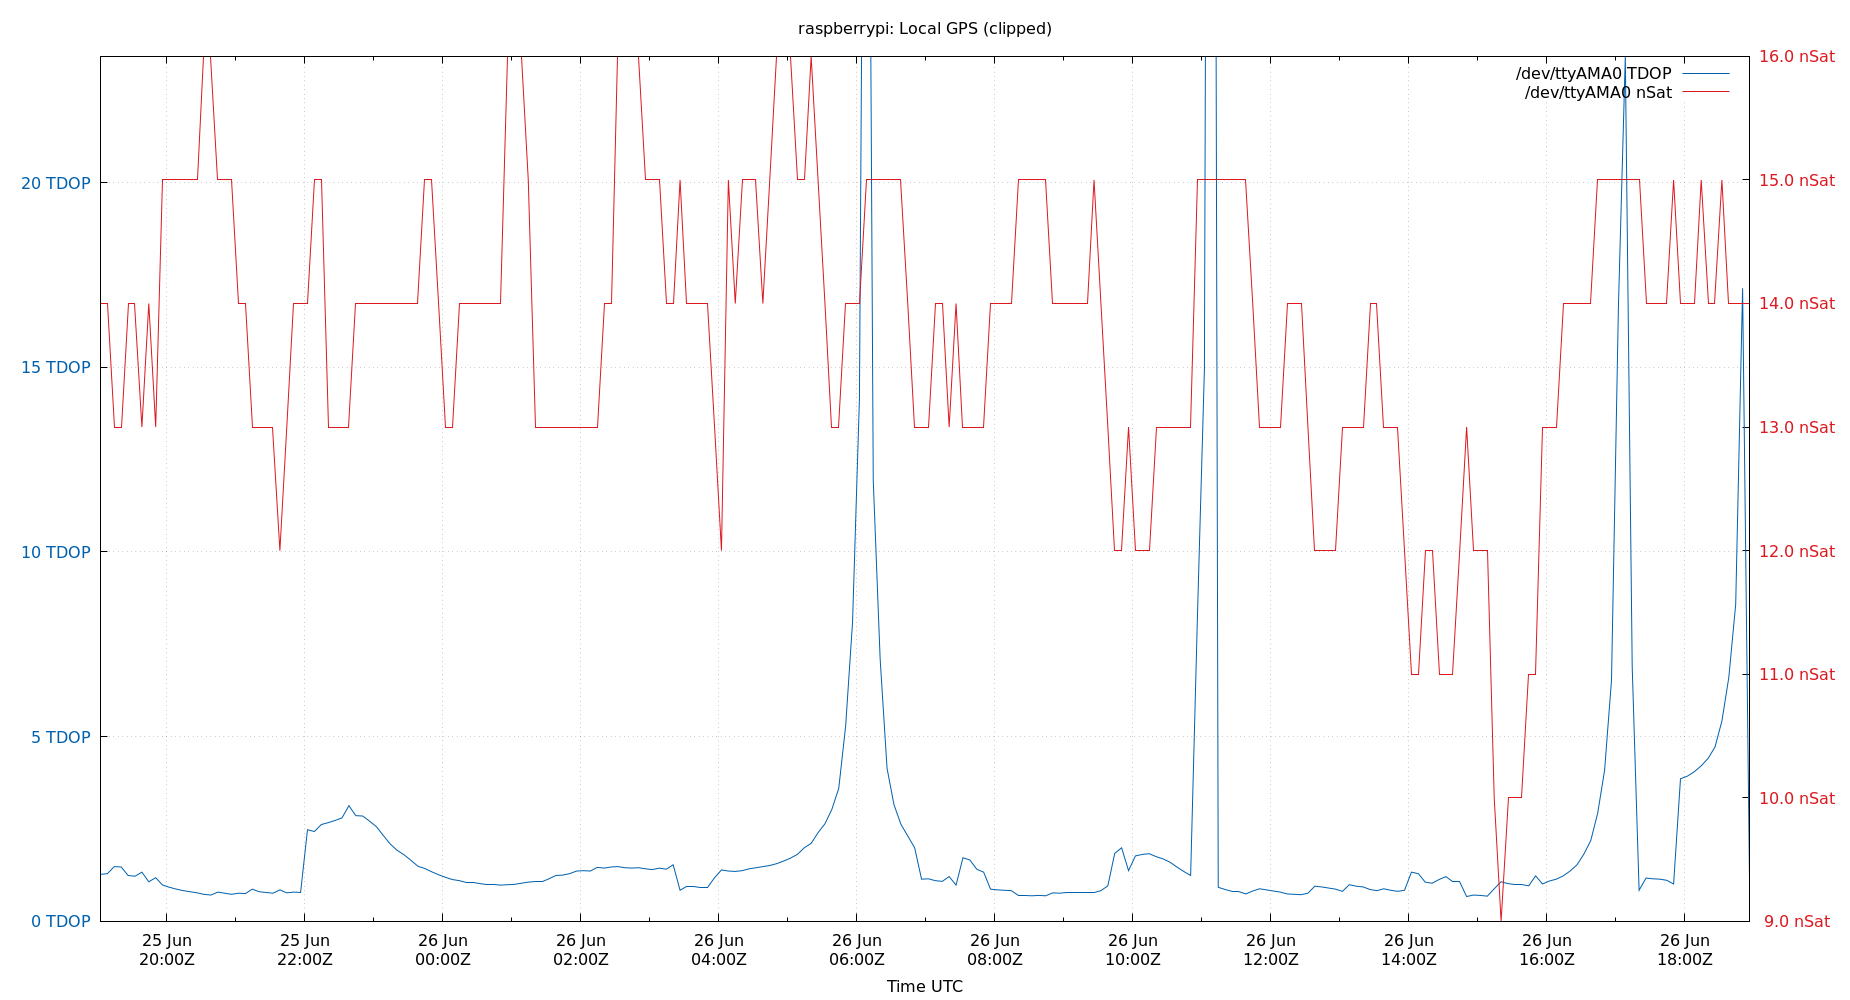 raspberrypi: Local GPS (clipped)
/dev/ttyAMA0 TDOP
/dev/ttyAMA0 nSat
20 TDOP
15 TDOP
10 TDOP
5 TDOP
0 TDOP
16.0 nSat
15.0 nSat
14.0 nSat
13.0 nSat
12.0 nSat
11.0 nSat
10.0 nSat
9.0 nSat
25 Jun 25 Jun 26 Jun 26 Jun 26 Jun 26 Jun 26 Jun 26 Jun 26 Jun 26 Jun 26 Jun 26 Jun
20:00Z 22:00Z 00:00Z 02:00Z 04:00Z 06:00Z 08:00Z 10:00Z 12:00Z 14:00Z 16:00Z 18:00Z
Time UTC